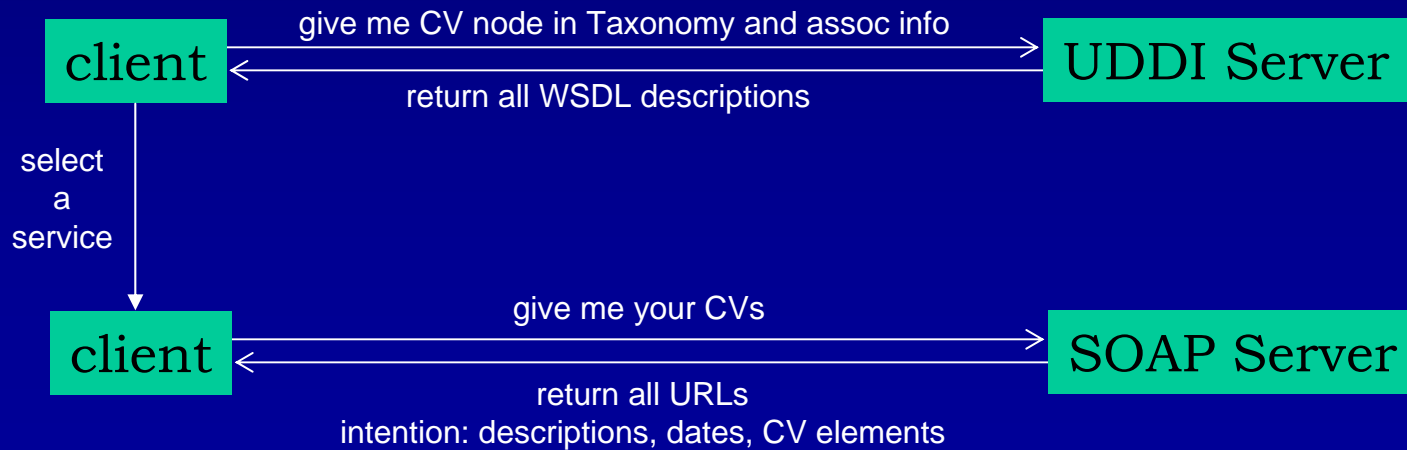 give me CV node in Taxonomy and assoc info
client
UDDI Server
return all WSDL descriptions
select
a
service
give me your CVs
client
SOAP Server
return all URLs
intention: descriptions, dates, CV elements